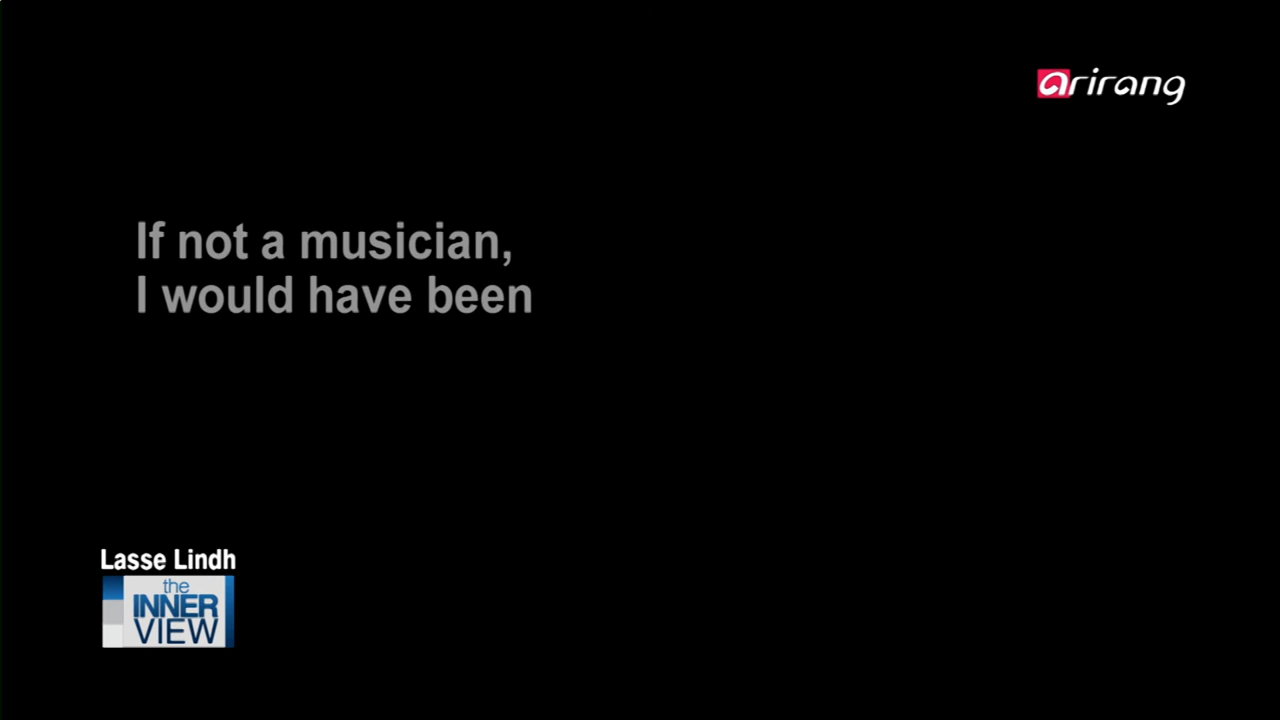 arirang
If not a musician,
I would have been
Lasse Lindh
the
INNER
VIEW